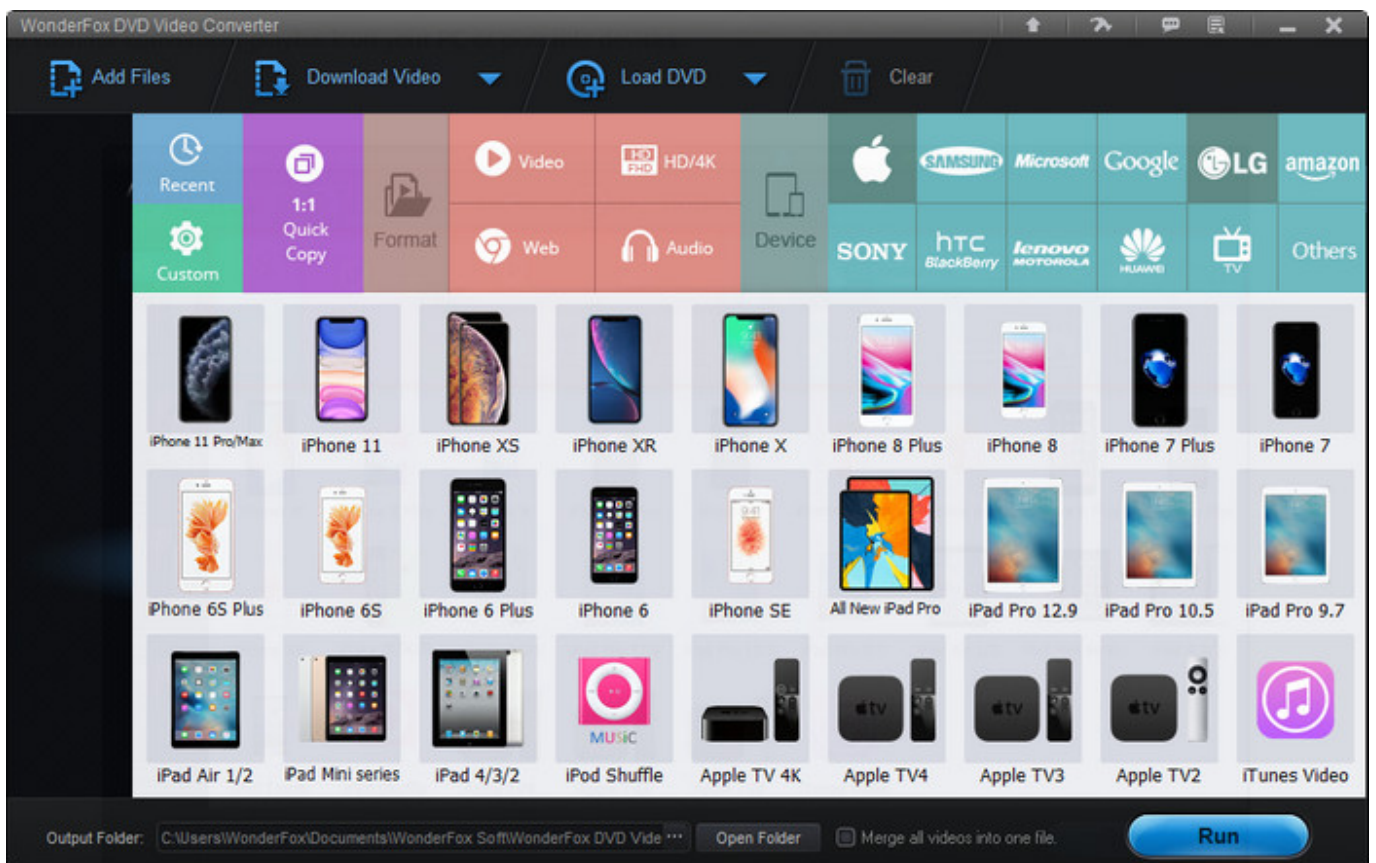 WonderFox DVD Video Converter
Add Files
Download Video
Load DVD
Clear
Recent
Custom
1:1
Quick
Copy
Format
Video
HD
FHD
HD/4K
Web
Audio
Device
SAMSUNG
Microsoft
Google
LG
amazon
SONY
hTC
BlackBerry
lenovo
MOTOROLA
HUAWEI
TV
Others
iPhone 11 Pro/Max
iPhone 11
iPhone XS
iPhone XR
iPhone X
iPhone 8 Plus
iPhone 8
iPhone 7 Plus
iPhone 7
iPhone 6S Plus
iPhone 6S
iPhone 6 Plus
iPhone 6
iPhone SE
All New iPad Pro
iPad Pro 12.9
iPad Pro 10.5
iPad Pro 9.7
MUSiC
tv
tv
tv
iPad Air 1/2
iPad Mini series
iPad 4/3/2
iPod Shuffle
Apple TV 4K
Apple TV4
Apple TV3
Apple TV2
iTunes Video
Output Folder:
C:\Users\WonderFox\Documents\WonderFox Soft\WonderFox DVD Vide ...
Open Folder
Merge all videos into one file.
Run